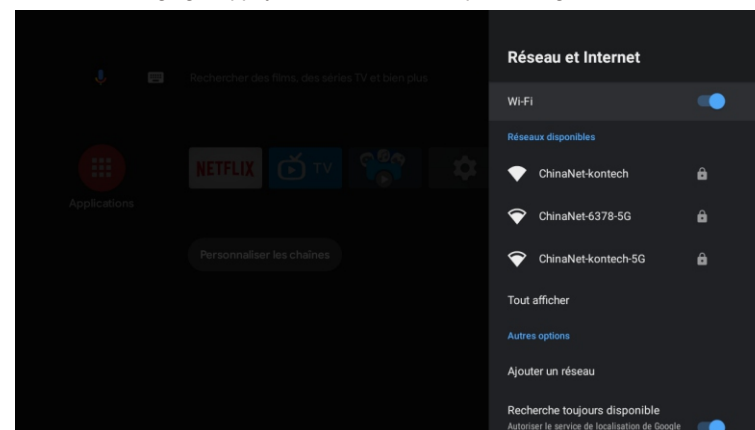 Réseau et Internet
Rechercher des films, des séries TV et bien plus
Wi-Fi
Réseaux disponibles
NETFLIX
TV
ChinaNet-kontech
Applications
ChinaNet-6378-5G
Personnaliser les chaînes
ChinaNet-kontech-5G
Tout afficher
Autres options
Ajouter un réseau
Recherche toujours disponible
Autoriser le service de localisation de Google